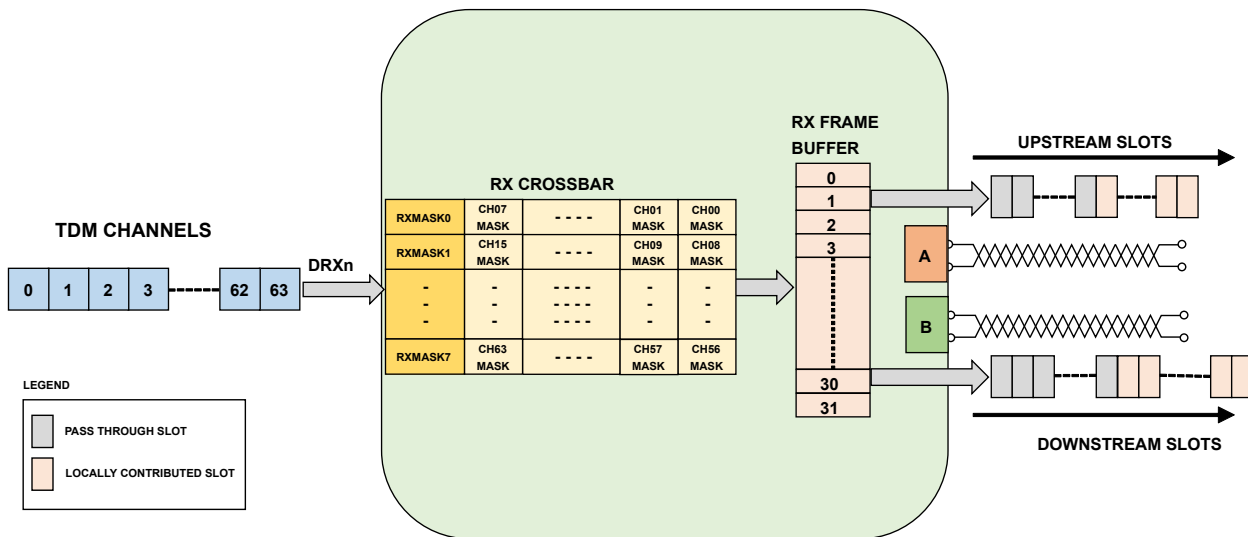 RX FRAME
BUFFER
UPSTREAM SLOTS
RX CROSSBAR
TDM CHANNELS
DRXn
0 1 2 3 62 63
RXMASK0 CH07 MASK - - - - CH01 MASK CH00 MASK
RXMASK1 CH15 MASK - - - - CH09 MASK CH08 MASK
- - - - - - - -
- - - - - - - -
- - - - - - - -
RXMASK7 CH63 MASK - - - - CH57 MASK CH56 MASK
0
1
2
3
30
31
A
B
DOWNSTREAM SLOTS
LEGEND
PASS THROUGH SLOT
LOCALLY CONTRIBUTED SLOT